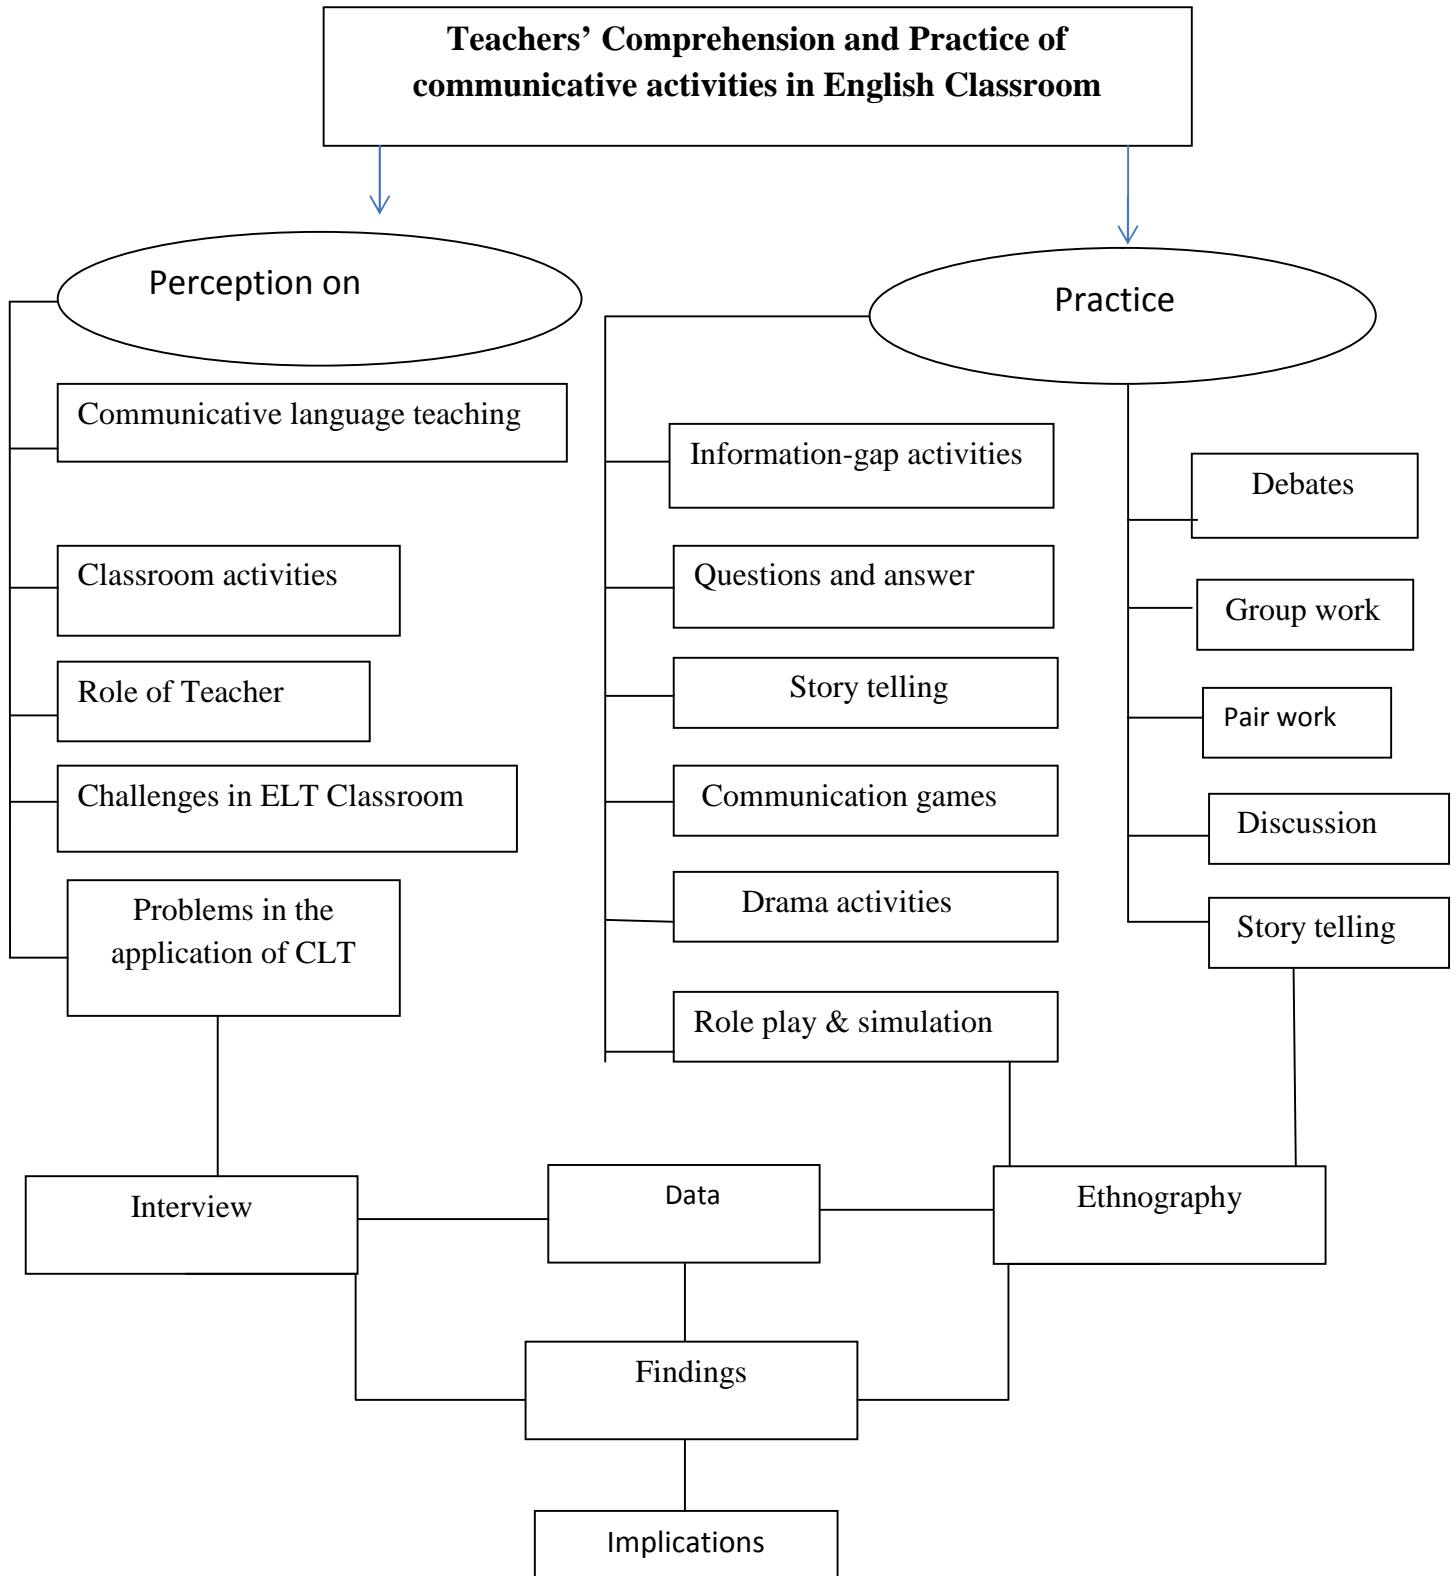 Teachers’ Comprehension and Practice of
communicative activities in English Classroom
Perception on
Practice
Communicative language teaching
Classroom activities
Role of Teacher
Challenges in ELT Classroom
Problems in the
application of CLT
Information-gap activities
Questions and answer
Story telling
Communication games
Drama activities
Role play & simulation
Debates
Group work
Pair work
Discussion
Story telling
Interview
Data
Ethnography
Findings
Implications